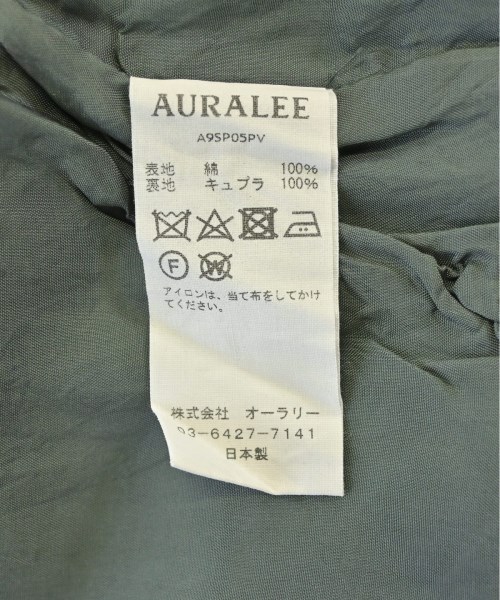 AURALEE
A9SP05PV
表地 綿 100%
裏地 キュプラ 100%
F W
アイロンは、当て布をしてかけ
てください。
株式会社 オーラリー
03-6427-7141
日本製